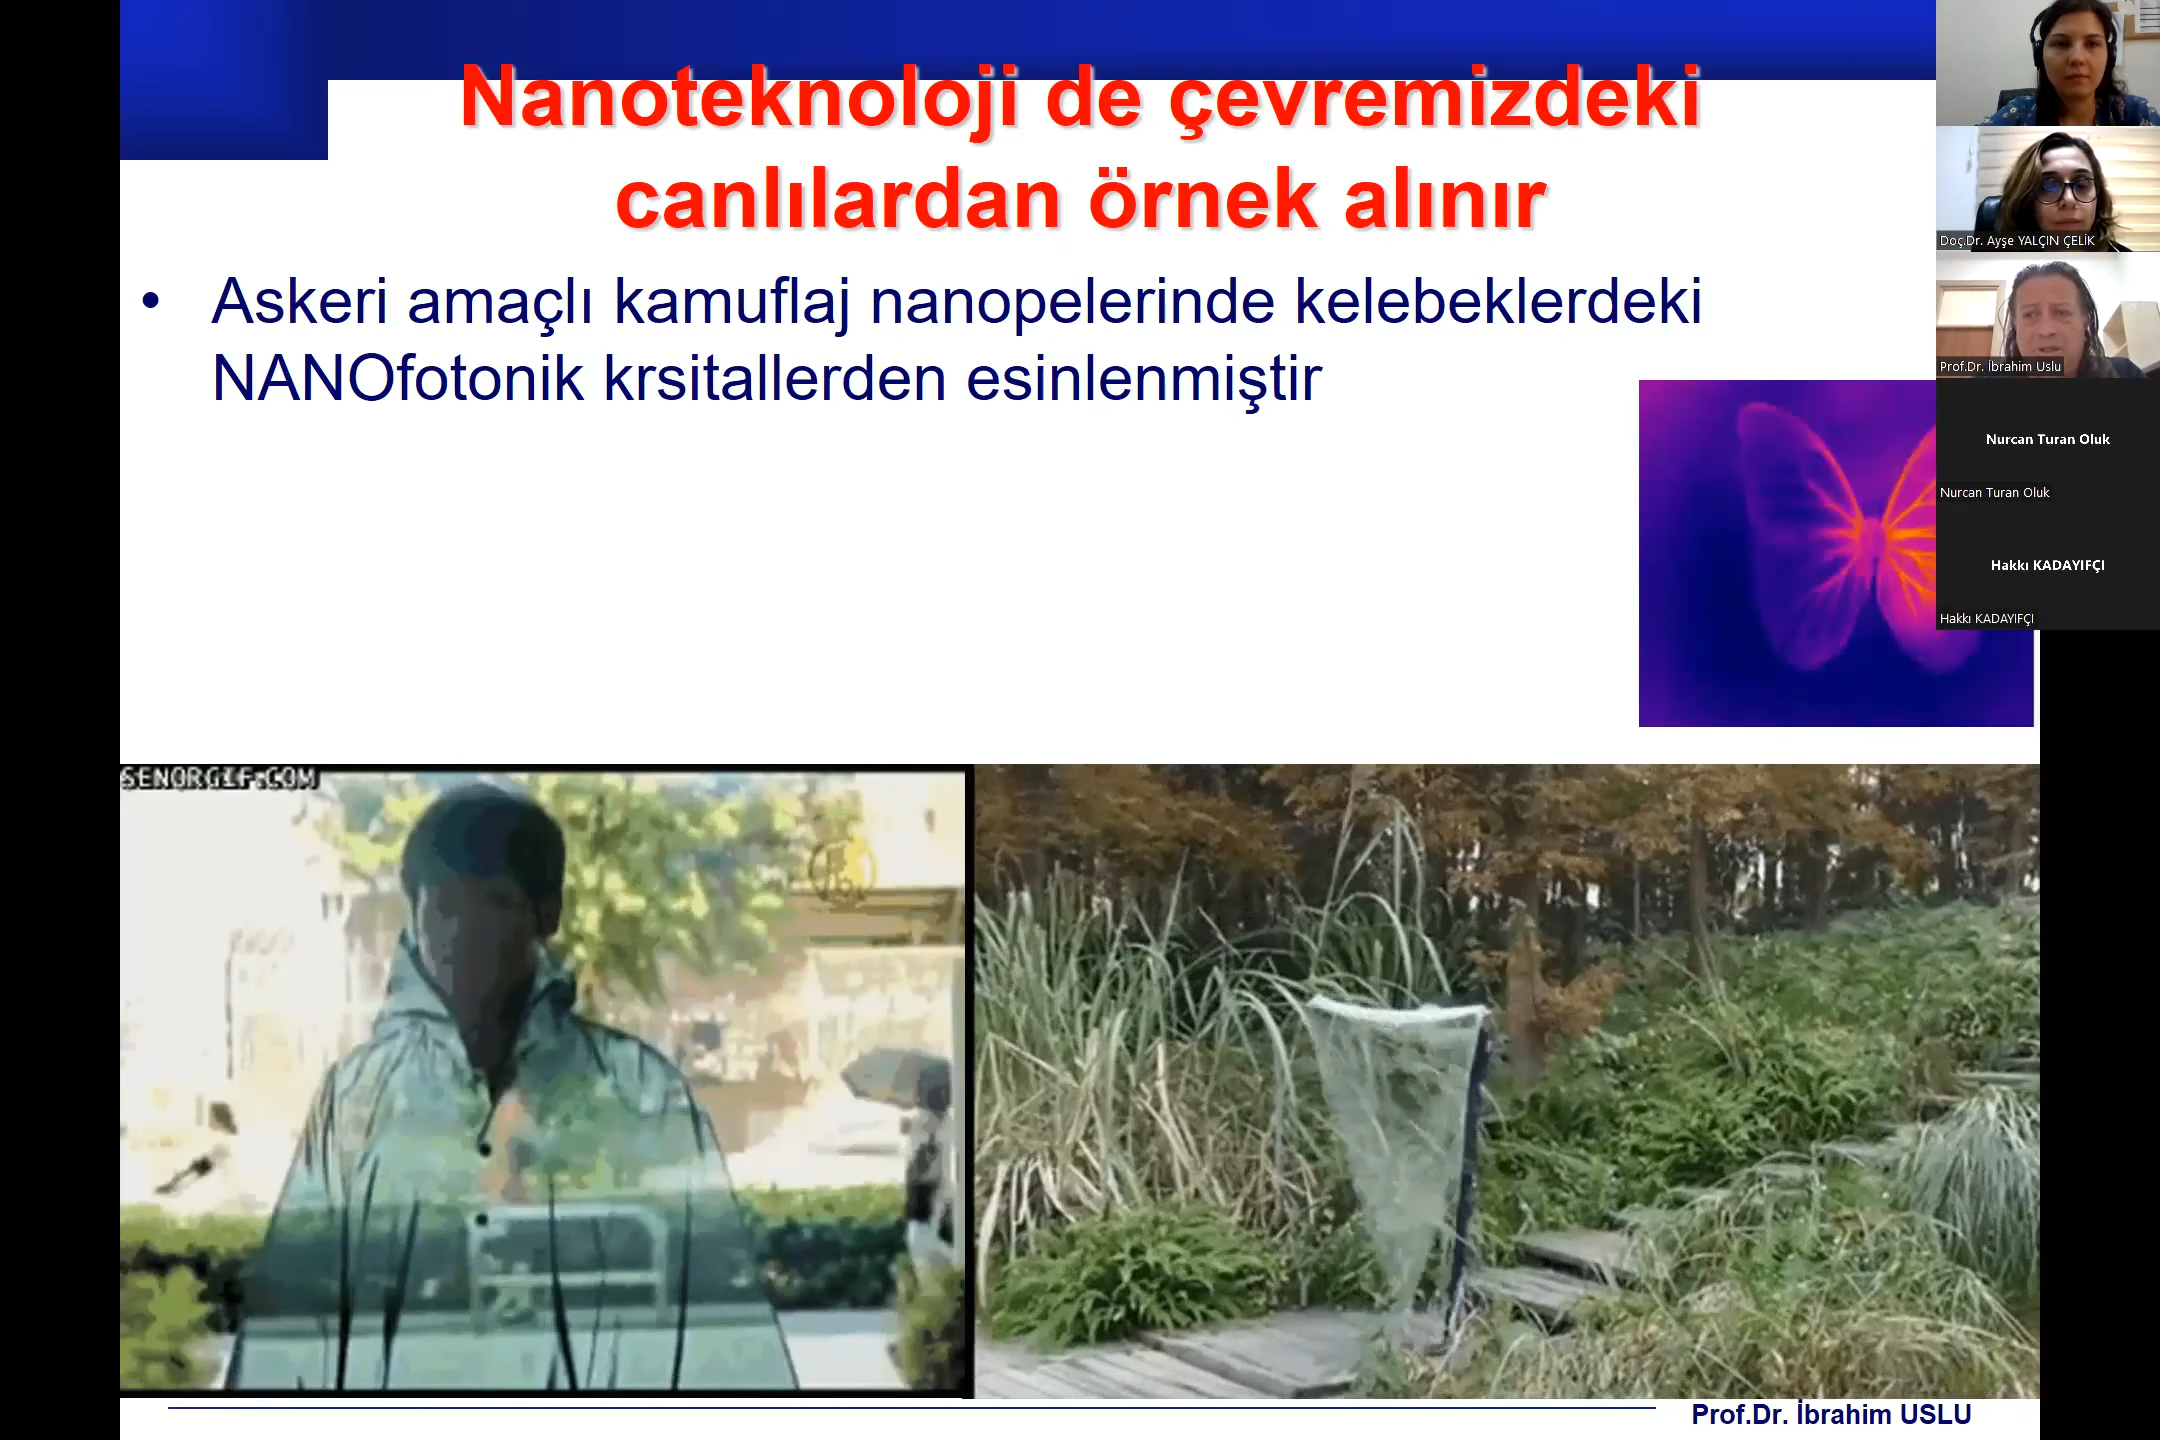 Nanoteknoloji de çevremizdeki
canlılardan örnek alınır
• Askeri amaçlı kamuflaj nanopelerinde kelebeklerdeki
NANOfotonik krsitallerden esinlenmiştir
SENORGIF.COM
Prof.Dr. İbrahim USLU
Doç.Dr. Ayşe YALÇIN ÇELİK
Prof.Dr. İbrahim Uslu
Nurcan Turan Oluk
Nurcan Turan Oluk
Hakkı KADAYIFÇI
Hakkı KADAYIFÇI